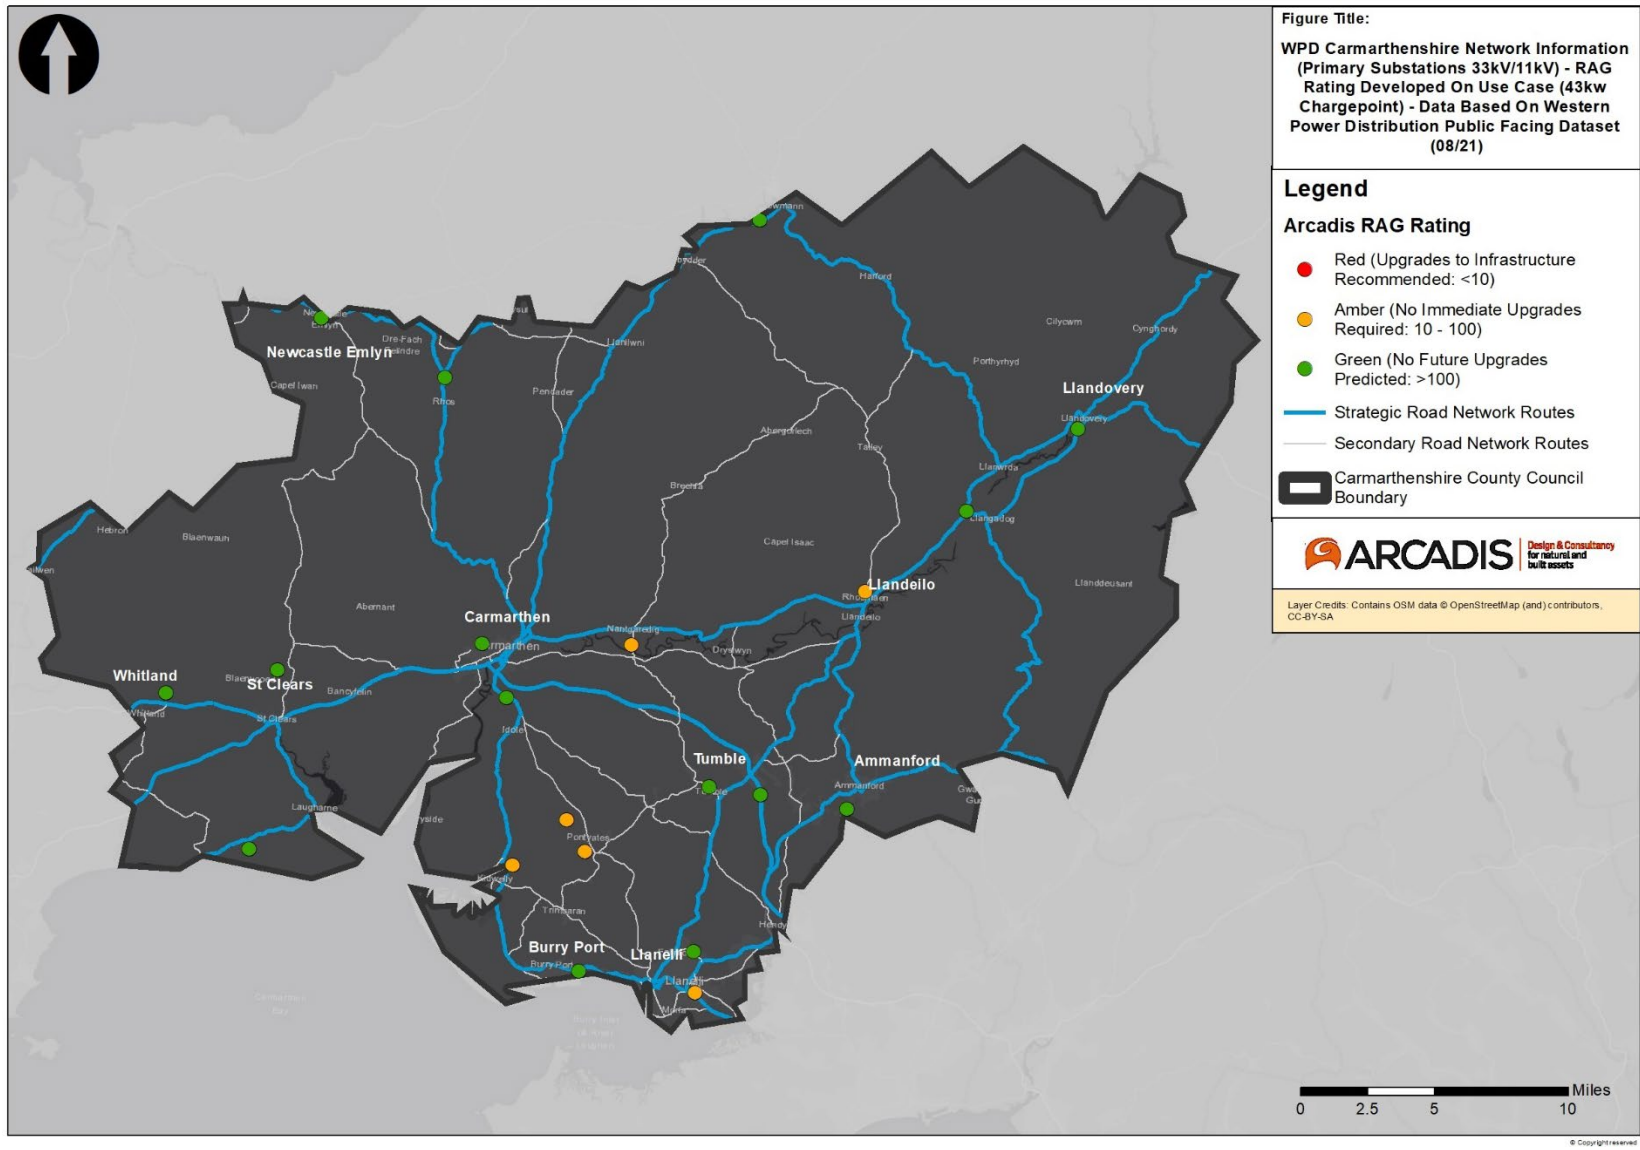 Figure Title:
WPD Carmarthenshire Network Information
(Primary Substations 33kV/11kV) - RAG
Rating Developed On Use Case (43kw
Chargepoint) - Data Based On Western
Power Distribution Public Facing Dataset
(08/21)
Legend
Arcadis RAG Rating
Red (Upgrades to Infrastructure
Recommended: <10)
Amber (No Immediate Upgrades
Required: 10 - 100)
Green (No Future Upgrades
Predicted: >100)
Strategic Road Network Routes
Secondary Road Network Routes
Carmarthenshire County Council
Boundary
ARCADIS
Design & Consultancy
for natural and
built assets
Layer Credits: Contains OSM data © OpenStreetMap (and) contributors,
CC-BY-SA
Harford
Cilycwm
Cynghordy
Newcastle Emlyn
Dre-Fach
Llanllwni
Capel Iwan
Pencader
Rhos
Porthyrhyd
Llandovery
Llandovery
Abergorlech
Talley
Llanwrda
Brechfa
Llangadog
Hebron
Blaenwaun
Capel Isaac
Llanddeusant
Llandeilo
Llandeilo
Abernant
Carmarthen
Nantgaredig
Dryslwyn
Whitland
St Clears
Bancyfelin
Whitland
St Clears
Idole
Tumble
Ammanford
Ammanford
Laugharne
Pontyates
Kidwelly
Trimsaran
Hendy
Burry Port
Burry Port
Llanelli
Llanelli
Carmarthen
Bay
Miles
0 2.5 5 10
© Copyright reserved